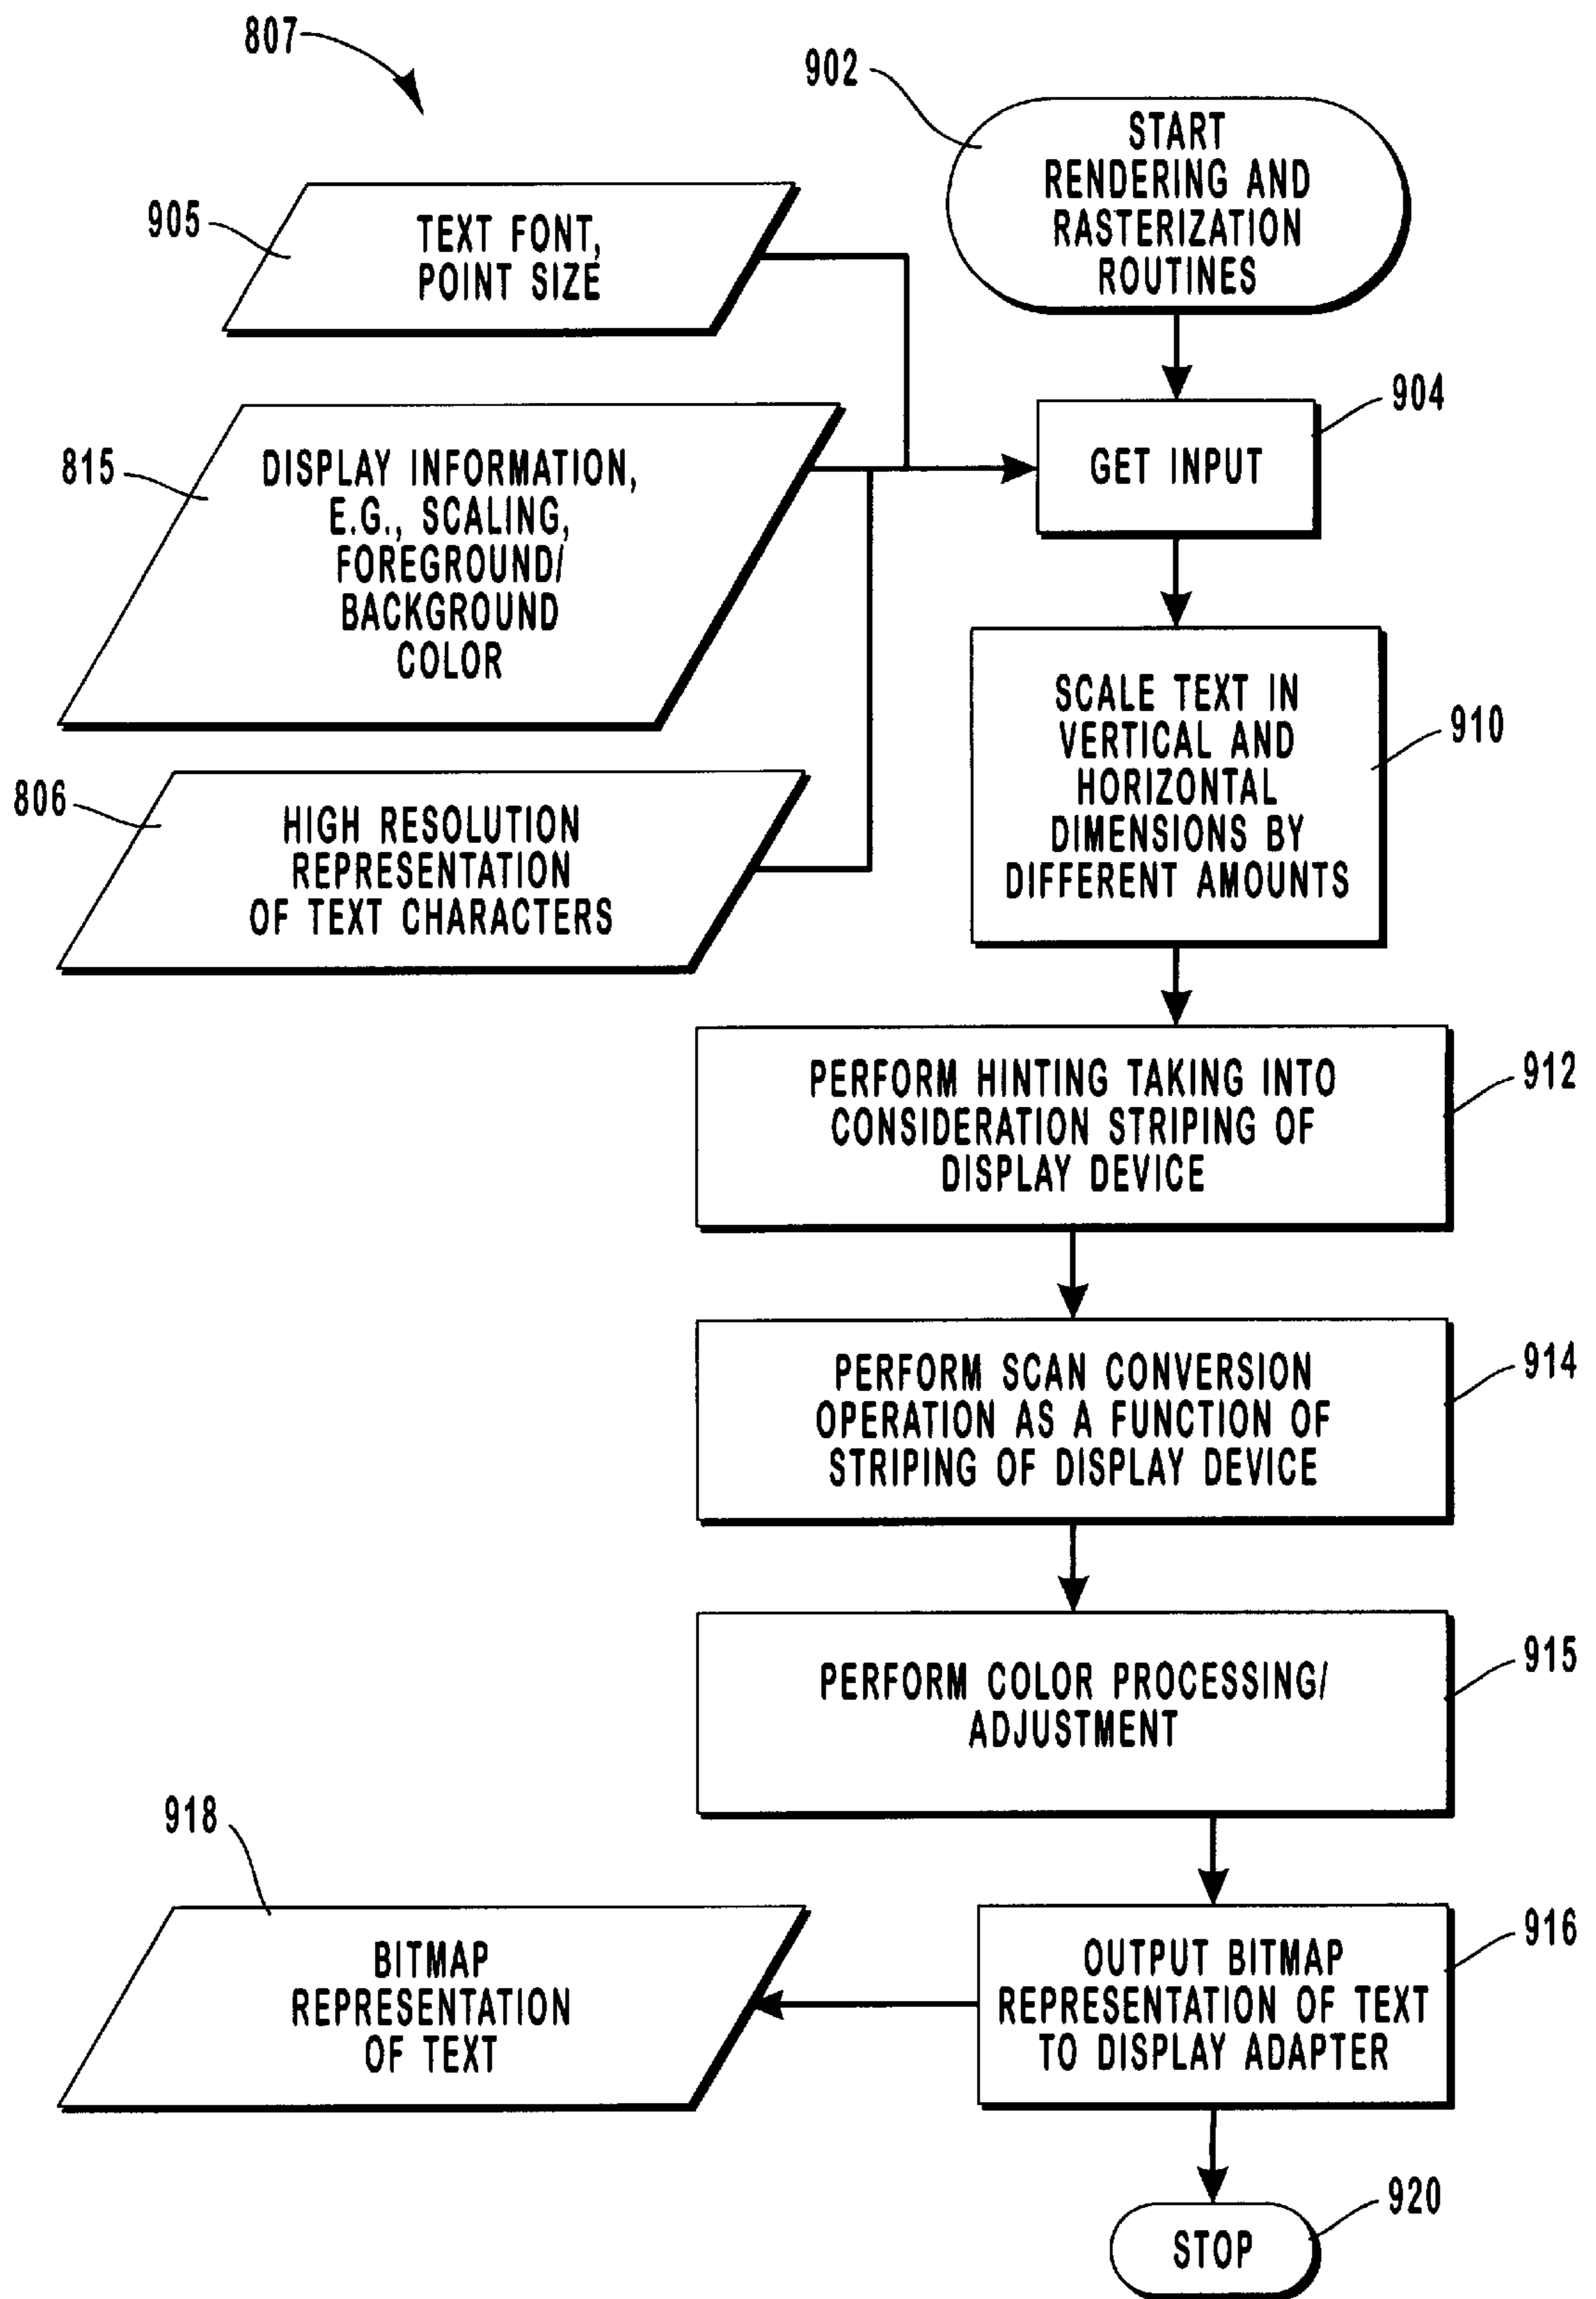 807
902
START
RENDERING AND
RASTERIZATION
ROUTINES
905
TEXT FONT,
POINT SIZE
904
GET INPUT
815
DISPLAY INFORMATION,
E.G., SCALING,
FOREGROUND/
BACKGROUND
COLOR
910
SCALE TEXT IN
VERTICAL AND
HORIZONTAL
DIMENSIONS BY
DIFFERENT AMOUNTS
806
HIGH RESOLUTION
REPRESENTATION
OF TEXT CHARACTERS
912
PERFORM HINTING TAKING INTO
CONSIDERATION STRIPING OF
DISPLAY DEVICE
914
PERFORM SCAN CONVERSION
OPERATION AS A FUNCTION OF
STRIPING OF DISPLAY DEVICE
915
PERFORM COLOR PROCESSING/
ADJUSTMENT
918
BITMAP
REPRESENTATION
OF TEXT
916
OUTPUT BITMAP
REPRESENTATION OF TEXT
TO DISPLAY ADAPTER
920
STOP